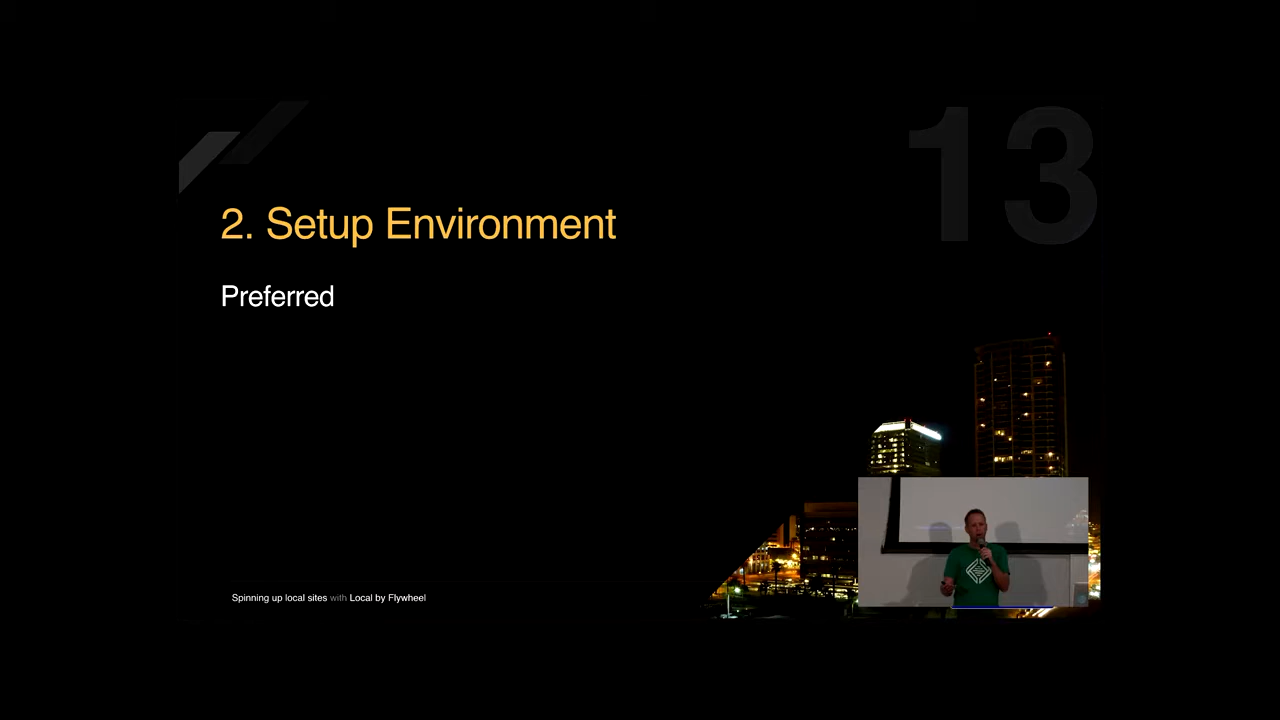 13
2. Setup Environment
Preferred
Spinning up local sites with Local by Flywheel